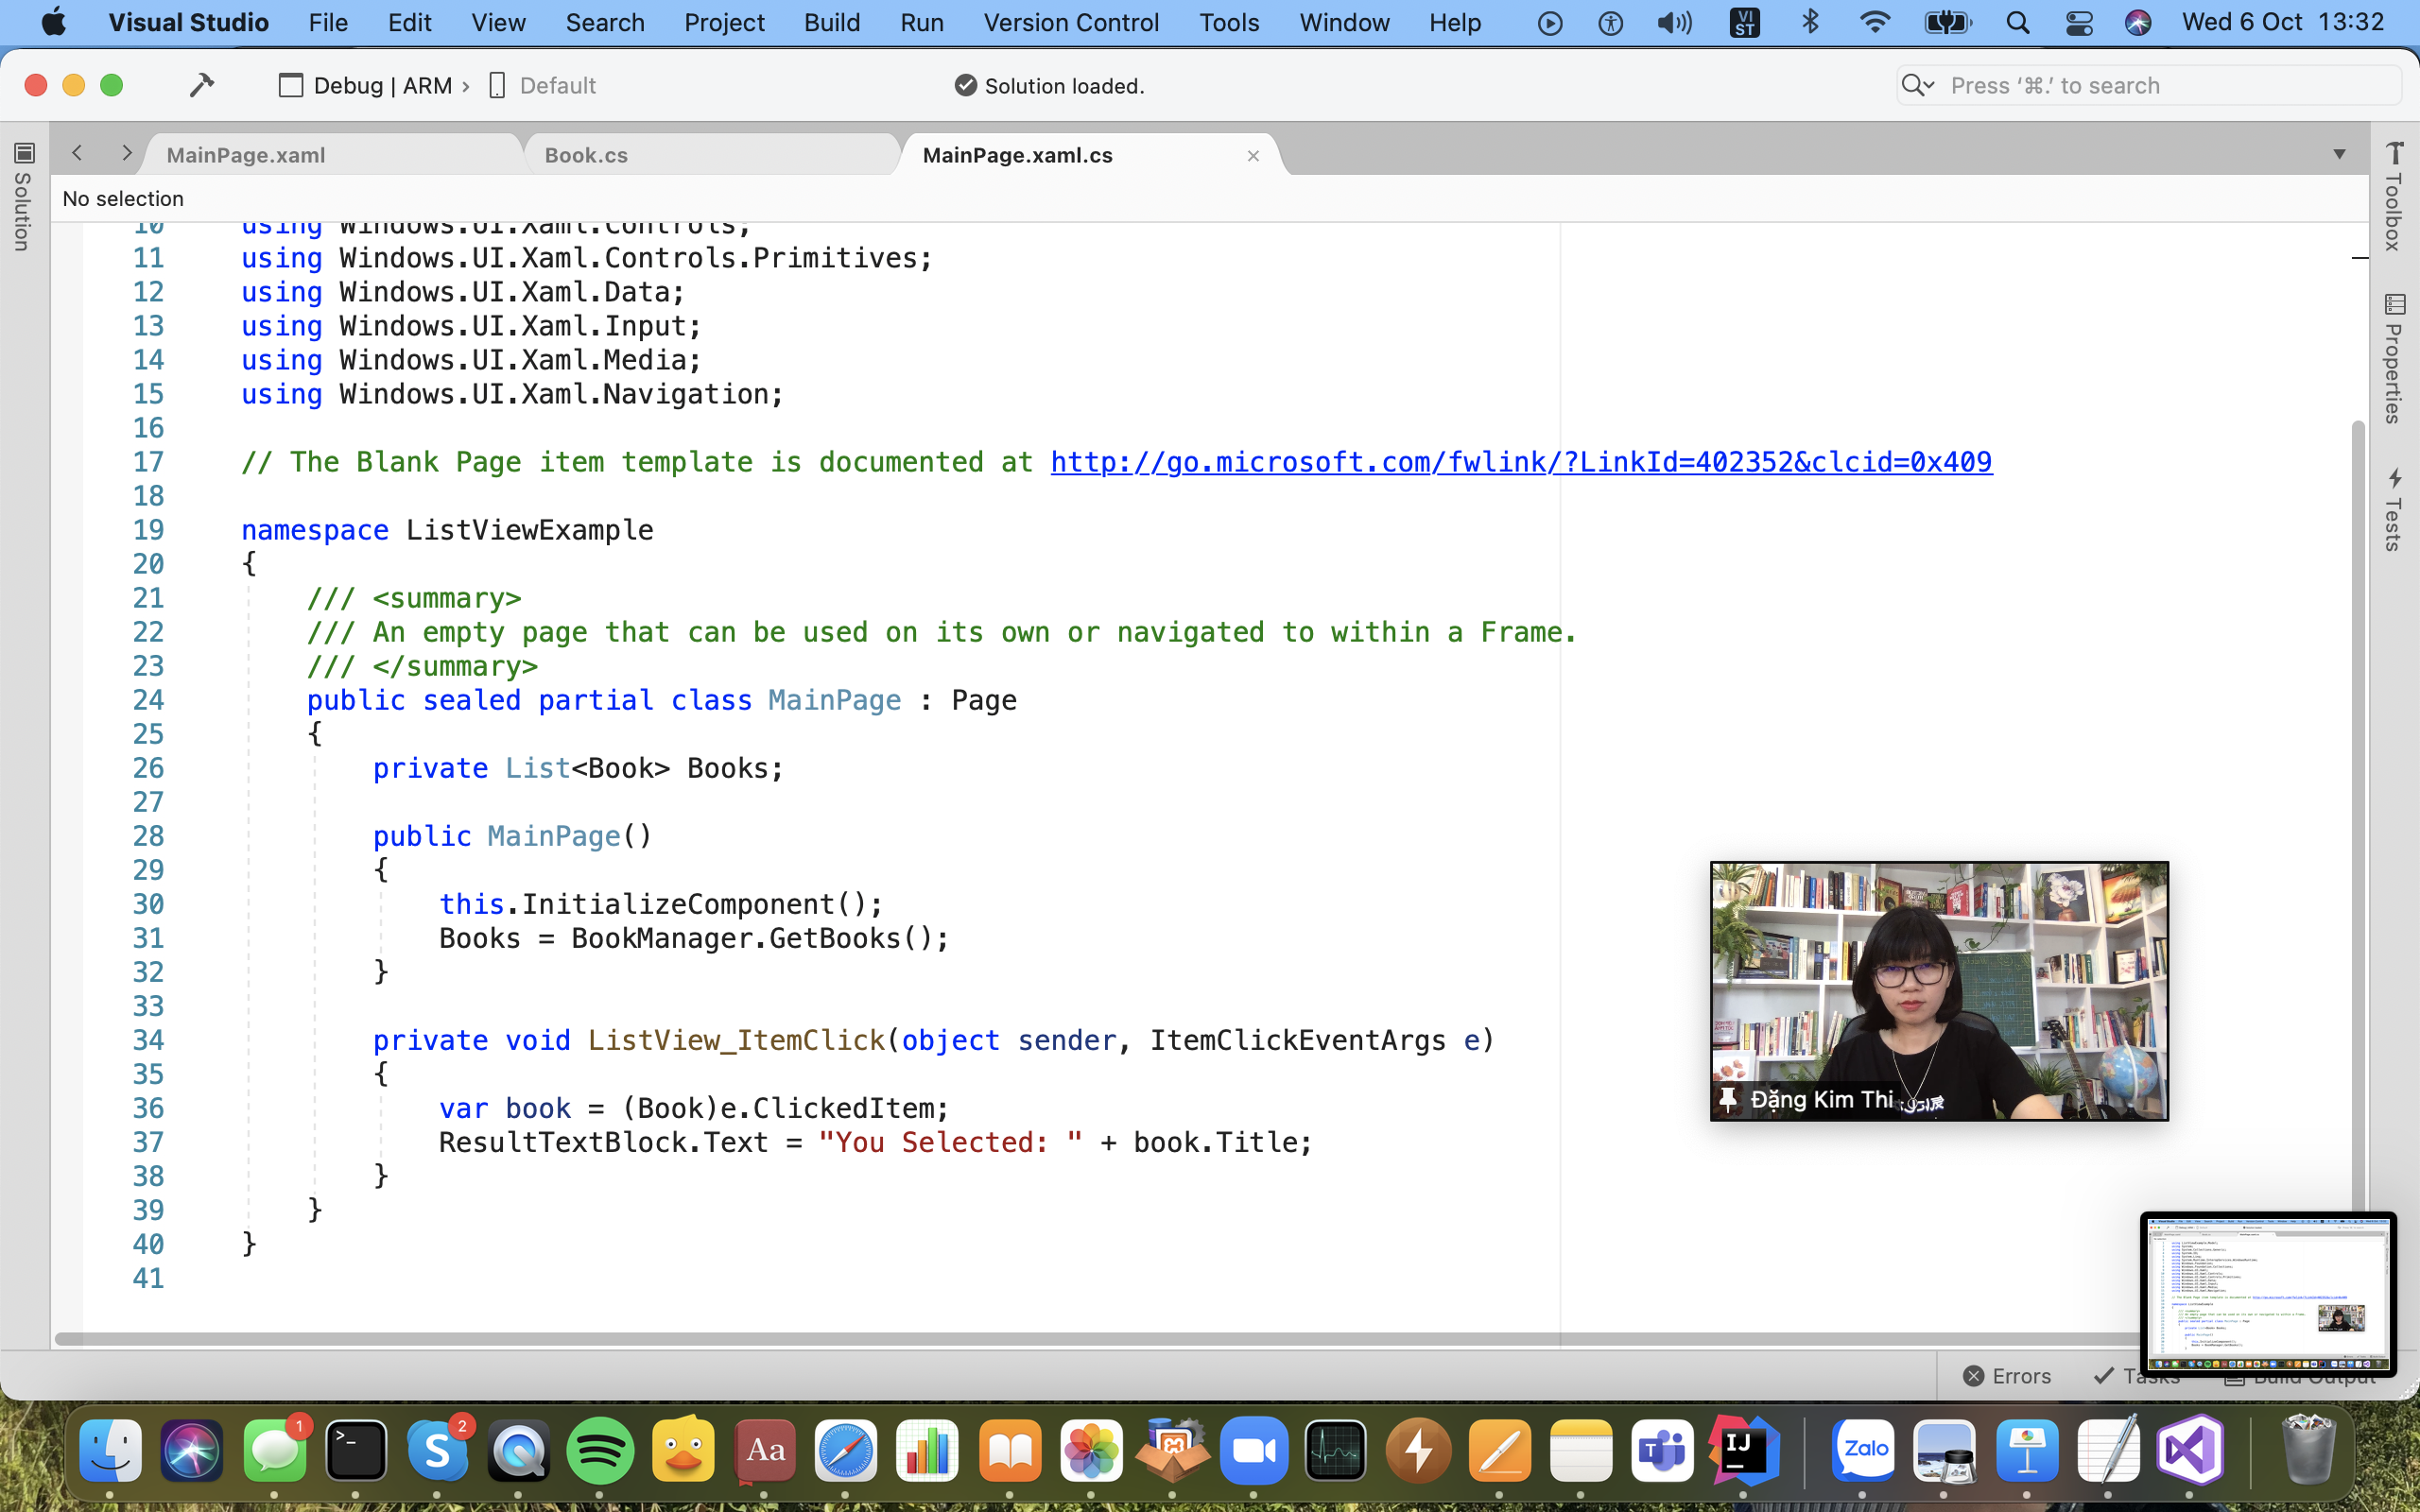 Visual Studio File Edit View Search Project Build Run Version Control Tools Window Help VI ST Wed 6 Oct 13:32
Debug | ARM › Default Solution loaded. Press ‘⌘.’ to search
MainPage.xaml Book.cs MainPage.xaml.cs
Solution
No selection
Toolbox
Properties
Tests
10 using Windows.UI.Xaml.Controls;
11 using Windows.UI.Xaml.Controls.Primitives;
12 using Windows.UI.Xaml.Data;
13 using Windows.UI.Xaml.Input;
14 using Windows.UI.Xaml.Media;
15 using Windows.UI.Xaml.Navigation;
16
17 // The Blank Page item template is documented at http://go.microsoft.com/fwlink/?LinkId=402352&clcid=0x409
18
19 namespace ListViewExample
20 {
21 /// <summary>
22 /// An empty page that can be used on its own or navigated to within a Frame.
23 /// </summary>
24 public sealed partial class MainPage : Page
25 {
26 private List<Book> Books;
27
28 public MainPage()
29 {
30 this.InitializeComponent();
31 Books = BookManager.GetBooks();
32 }
33
34 private void ListView_ItemClick(object sender, ItemClickEventArgs e)
35 {
36 var book = (Book)e.ClickedItem;
37 ResultTextBlock.Text = "You Selected: " + book.Title;
38 }
39 }
40 }
41
Đặng Kim Thi
Errors Tasks Build Output
1
2
Aa
IJ
Zalo